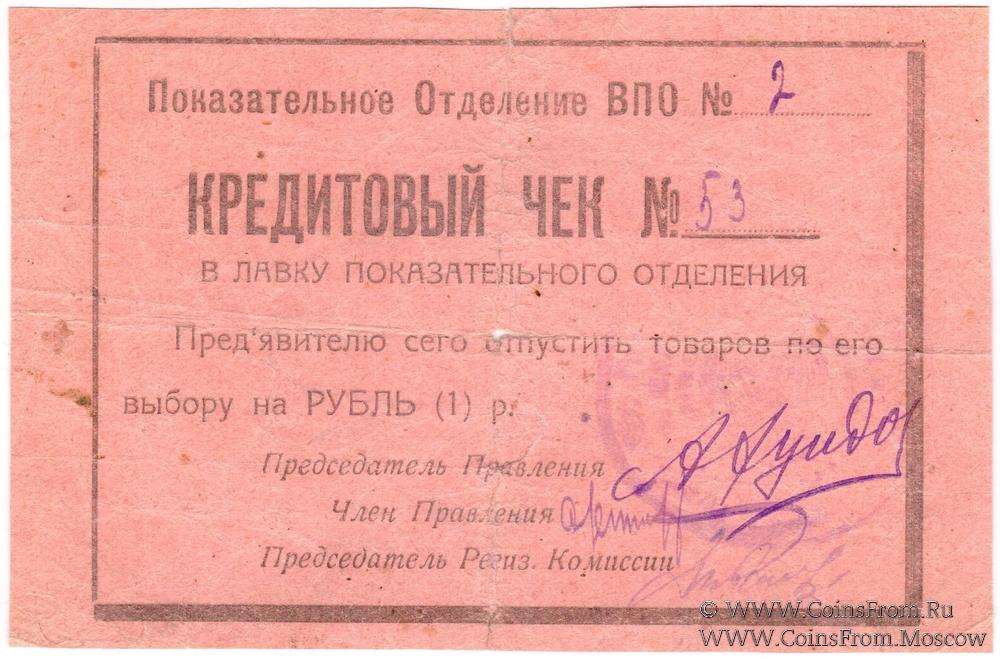 Показательное Отделение ВПО № 2
КРЕДИТОВЫЙ ЧЕК № 53
В ЛАВКУ ПОКАЗАТЕЛЬНОГО ОТДЕЛЕНИЯ
Пред'явителю сего отпустить товаров по его
выбору на РУБЛЬ (1) р.
Председатель Правления
Член Правления
Председатель Ревиз. Комиссии
© WWW.CoinsFrom.Ru
WWW.CoinsFrom.Moscow